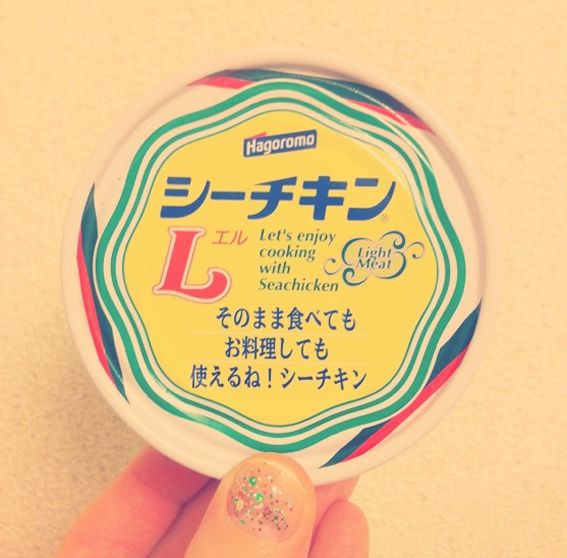 Hagoromo
シーチキン®
L エル
Let's enjoy
cooking
with
Seachicken
Light
Meat
そのまま食べても
お料理しても
使えるね！シーチキン